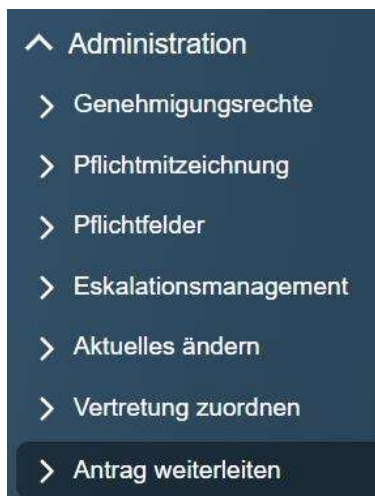 Administration
Genehmigungsrechte
Pflichtmitzeichnung
Pflichtfelder
Eskalationsmanagement
Aktuelles ändern
Vertretung zuordnen
Antrag weiterleiten